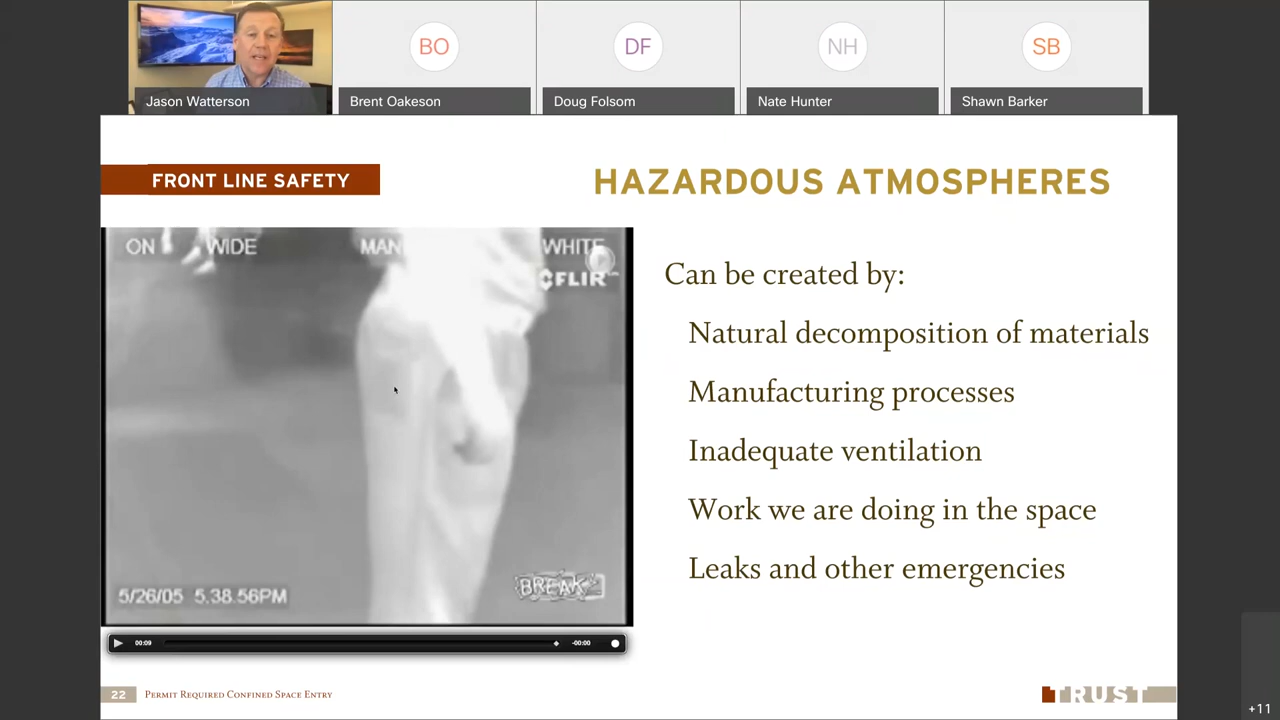 BO
DF
NH
SB
Jason Watterson
Brent Oakeson
Doug Folsom
Nate Hunter
Shawn Barker
FRONT LINE SAFETY
HAZARDOUS ATMOSPHERES
ON WIDE MAN WHITE
FLIR
5/26/05 5.38.56PM
BREAK
00:09
-00:00
Can be created by:
Natural decomposition of materials
Manufacturing processes
Inadequate ventilation
Work we are doing in the space
Leaks and other emergencies
22 PERMIT REQUIRED CONFINED SPACE ENTRY
TRUST
+11